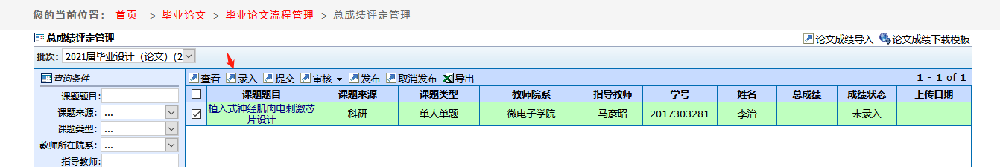 您的当前位置： 首页 > 毕业论文 > 毕业论文流程管理 > 总成绩评定管理
总成绩评定管理 论文成绩导入 论文成绩下载模板
批次： 2021届毕业设计（论文）(2
查询条件 查看 录入 提交 审核 发布 取消发布 导出 1 - 1 of 1
课题题目: 课题题目 课题来源 课题类型 教师院系 指导教师 学号 姓名 总成绩 成绩状态 上传日期
课题来源: ... 植入式神经肌肉电刺激芯
片设计 科研 单人单题 微电子学院 马彦昭 2017303281 李治 未录入
课题类型: ...
教师所在院系: ...
指导教师: